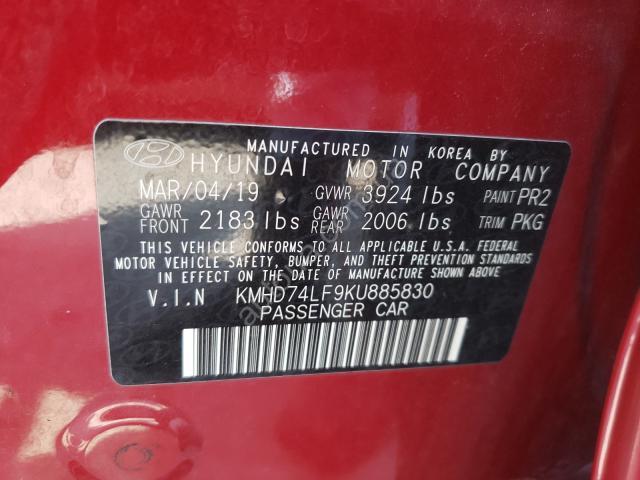 MANUFACTURED IN KOREA BY
HYUNDAI MOTOR COMPANY
MAR/04/19 GVWR 3924 lbs PAINT PR2
GAWR FRONT 2183 lbs GAWR REAR 2006 lbs TRIM PKG
THIS VEHICLE CONFORMS TO ALL APPLICABLE U.S.A. FEDERAL
MOTOR VEHICLE SAFETY, BUMPER, AND THEFT PREVENTION STANDARDS
IN EFFECT ON THE DATE OF MANUFACTURE SHOWN ABOVE.
V.I.N KMHD74LF9KU885830
PASSENGER CAR